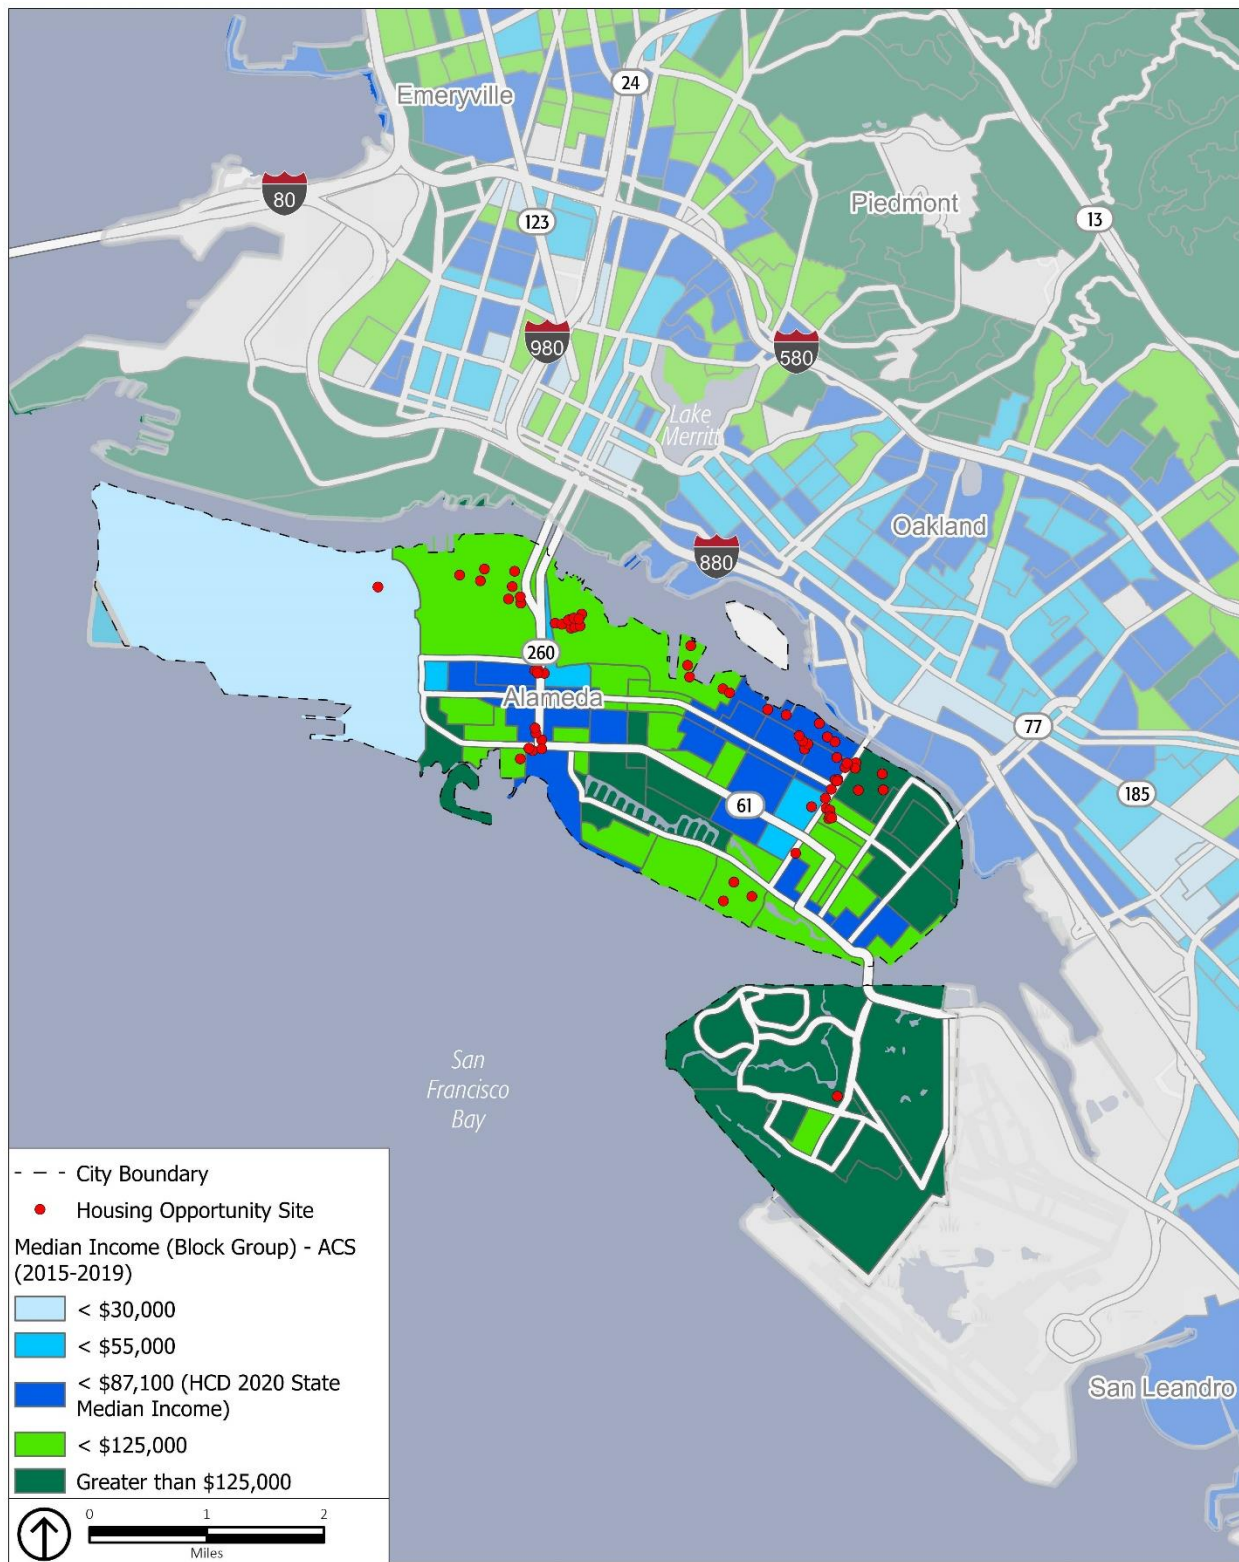 24
Emeryville
80
123
Piedmont
13
980
580
Lake
Merritt
Oakland
880
260
Alameda
77
61
185
San
Francisco
Bay
San Leandro
City Boundary
Housing Opportunity Site
Median Income (Block Group) - ACS
(2015-2019)
< $30,000
< $55,000
< $87,100 (HCD 2020 State
Median Income)
< $125,000
Greater than $125,000
0 1 2
Miles